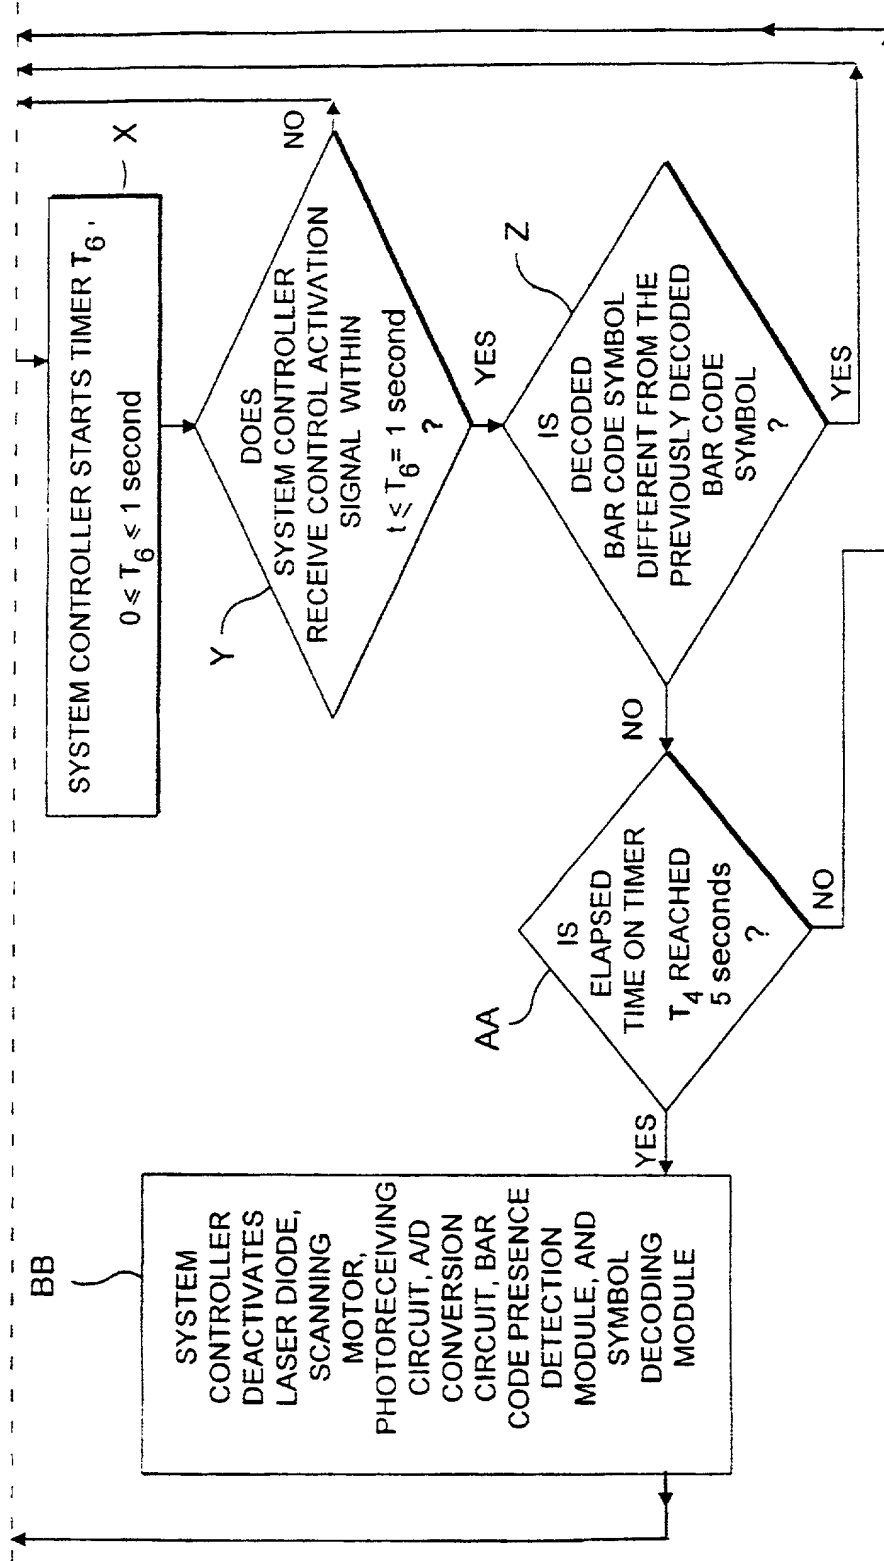 X
SYSTEM CONTROLLER STARTS TIMER T6,
0 ⩽ T6 ⩽ 1 second
Y
DOES
SYSTEM CONTROLLER
RECEIVE CONTROL ACTIVATION
SIGNAL WITHIN
t ⩽ T6 = 1 second
?
NO
YES
Z
IS
DECODED
BAR CODE SYMBOL
DIFFERENT FROM THE
PREVIOUSLY DECODED
BAR CODE
SYMBOL
?
YES
NO
AA
IS
ELAPSED
TIME ON TIMER
T4 REACHED
5 seconds
?
NO
YES
BB
SYSTEM
CONTROLLER
DEACTIVATES
LASER DIODE,
SCANNING
MOTOR,
PHOTORECEIVING
CIRCUIT, A/D
CONVERSION
CIRCUIT, BAR
CODE PRESENCE
DETECTION
MODULE, AND
SYMBOL
DECODING
MODULE